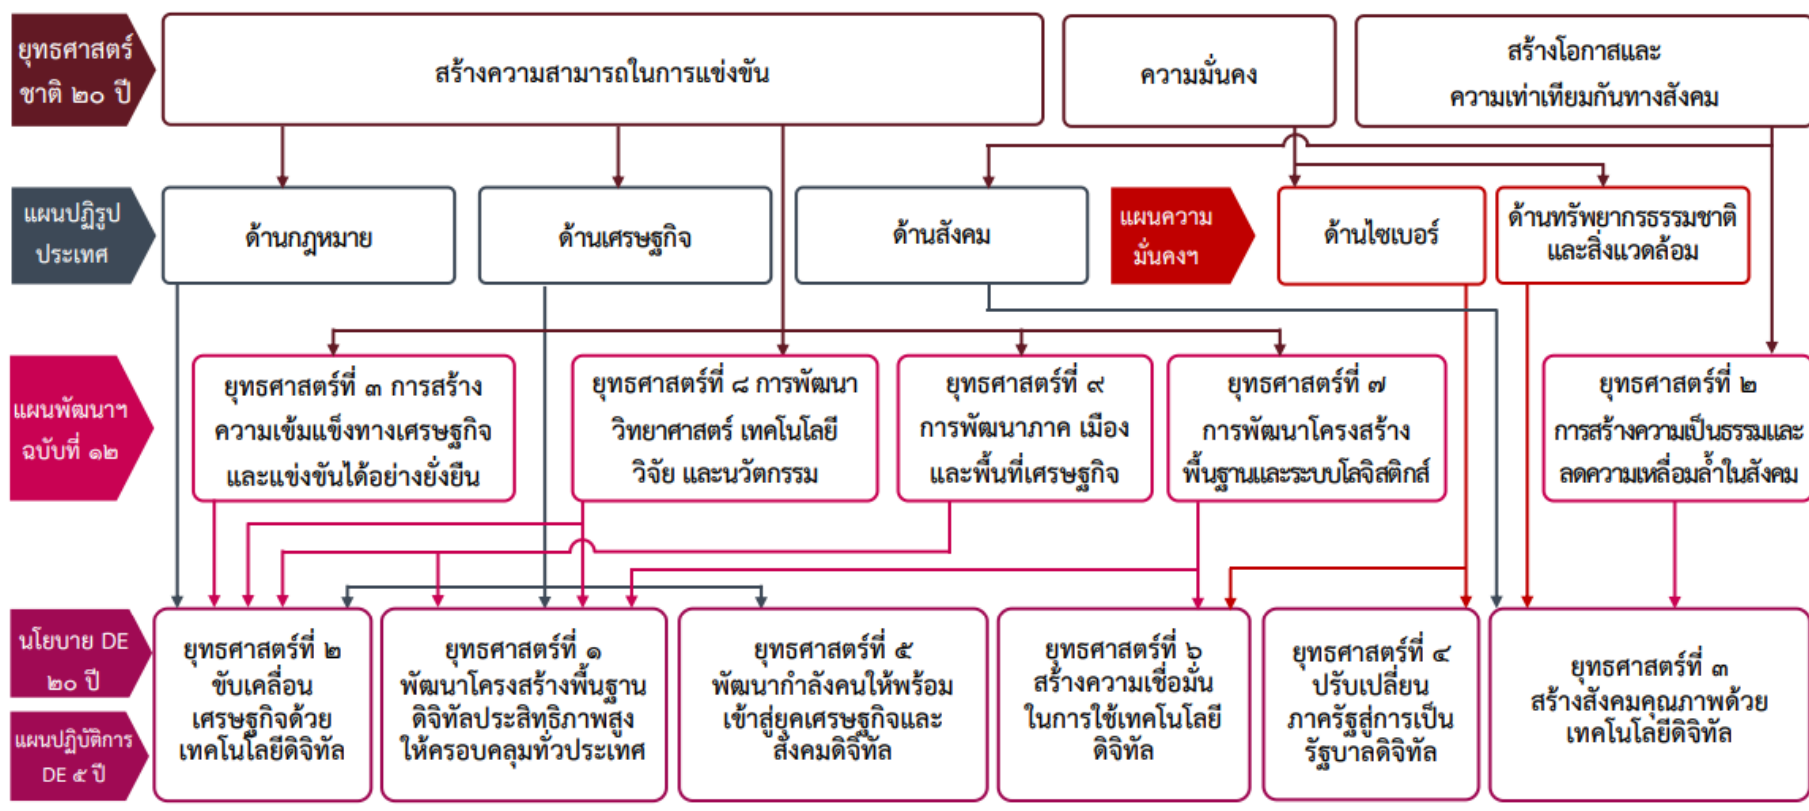 ยุทธศาสตร์
ชาติ ๒๐ ปี
สร้างความสามารถในการแข่งขัน
ความมั่นคง
สร้างโอกาสและ
ความเท่าเทียมกันทางสังคม
แผนปฏิรูป
ประเทศ
ด้านกฎหมาย
ด้านเศรษฐกิจ
ด้านสังคม
แผนความ
มั่นคงฯ
ด้านไซเบอร์
ด้านทรัพยากรธรรมชาติ
และสิ่งแวดล้อม
แผนพัฒนาฯ
ฉบับที่ ๑๒
ยุทธศาสตร์ที่ ๓ การสร้าง
ความเข้มแข็งทางเศรษฐกิจ
และแข่งขันได้อย่างยั่งยืน
ยุทธศาสตร์ที่ ๘ การพัฒนา
วิทยาศาสตร์ เทคโนโลยี
วิจัย และนวัตกรรม
ยุทธศาสตร์ที่ ๙
การพัฒนาภาค เมือง
และพื้นที่เศรษฐกิจ
ยุทธศาสตร์ที่ ๗
การพัฒนาโครงสร้าง
พื้นฐานและระบบโลจิสติกส์
ยุทธศาสตร์ที่ ๒
การสร้างความเป็นธรรมและ
ลดความเหลื่อมล้ำในสังคม
นโยบาย DE
๒๐ ปี
แผนปฏิบัติการ
DE ๕ ปี
ยุทธศาสตร์ที่ ๒
ขับเคลื่อน
เศรษฐกิจด้วย
เทคโนโลยีดิจิทัล
ยุทธศาสตร์ที่ ๑
พัฒนาโครงสร้างพื้นฐาน
ดิจิทัลประสิทธิภาพสูง
ให้ครอบคลุมทั่วประเทศ
ยุทธศาสตร์ที่ ๕
พัฒนากำลังคนให้พร้อม
เข้าสู่ยุคเศรษฐกิจและ
สังคมดิจิทัล
ยุทธศาสตร์ที่ ๖
สร้างความเชื่อมั่น
ในการใช้เทคโนโลยี
ดิจิทัล
ยุทธศาสตร์ที่ ๔
ปรับเปลี่ยน
ภาครัฐสู่การเป็น
รัฐบาลดิจิทัล
ยุทธศาสตร์ที่ ๓
สร้างสังคมคุณภาพด้วย
เทคโนโลยีดิจิทัล